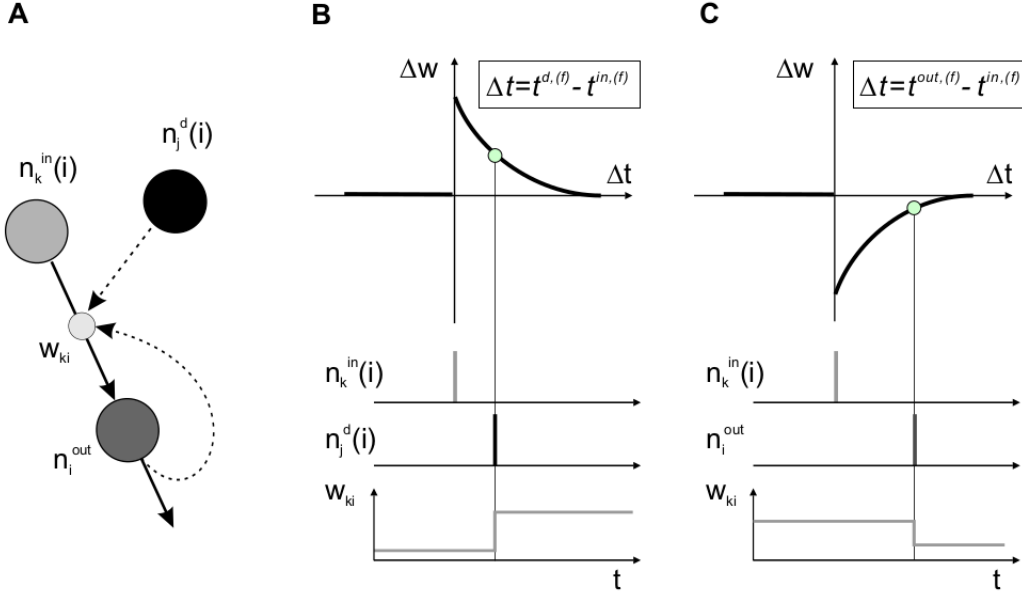 A
n_k^in(i)
n_j^d(i)
w_ki
n_i^out
B
Δw
Δt=t^d,(f) - t^in,(f)
Δt
n_k^in(i)
n_j^d(i)
w_ki
t
C
Δw
Δt=t^out,(f) - t^in,(f)
Δt
n_k^in(i)
n_i^out
w_ki
t